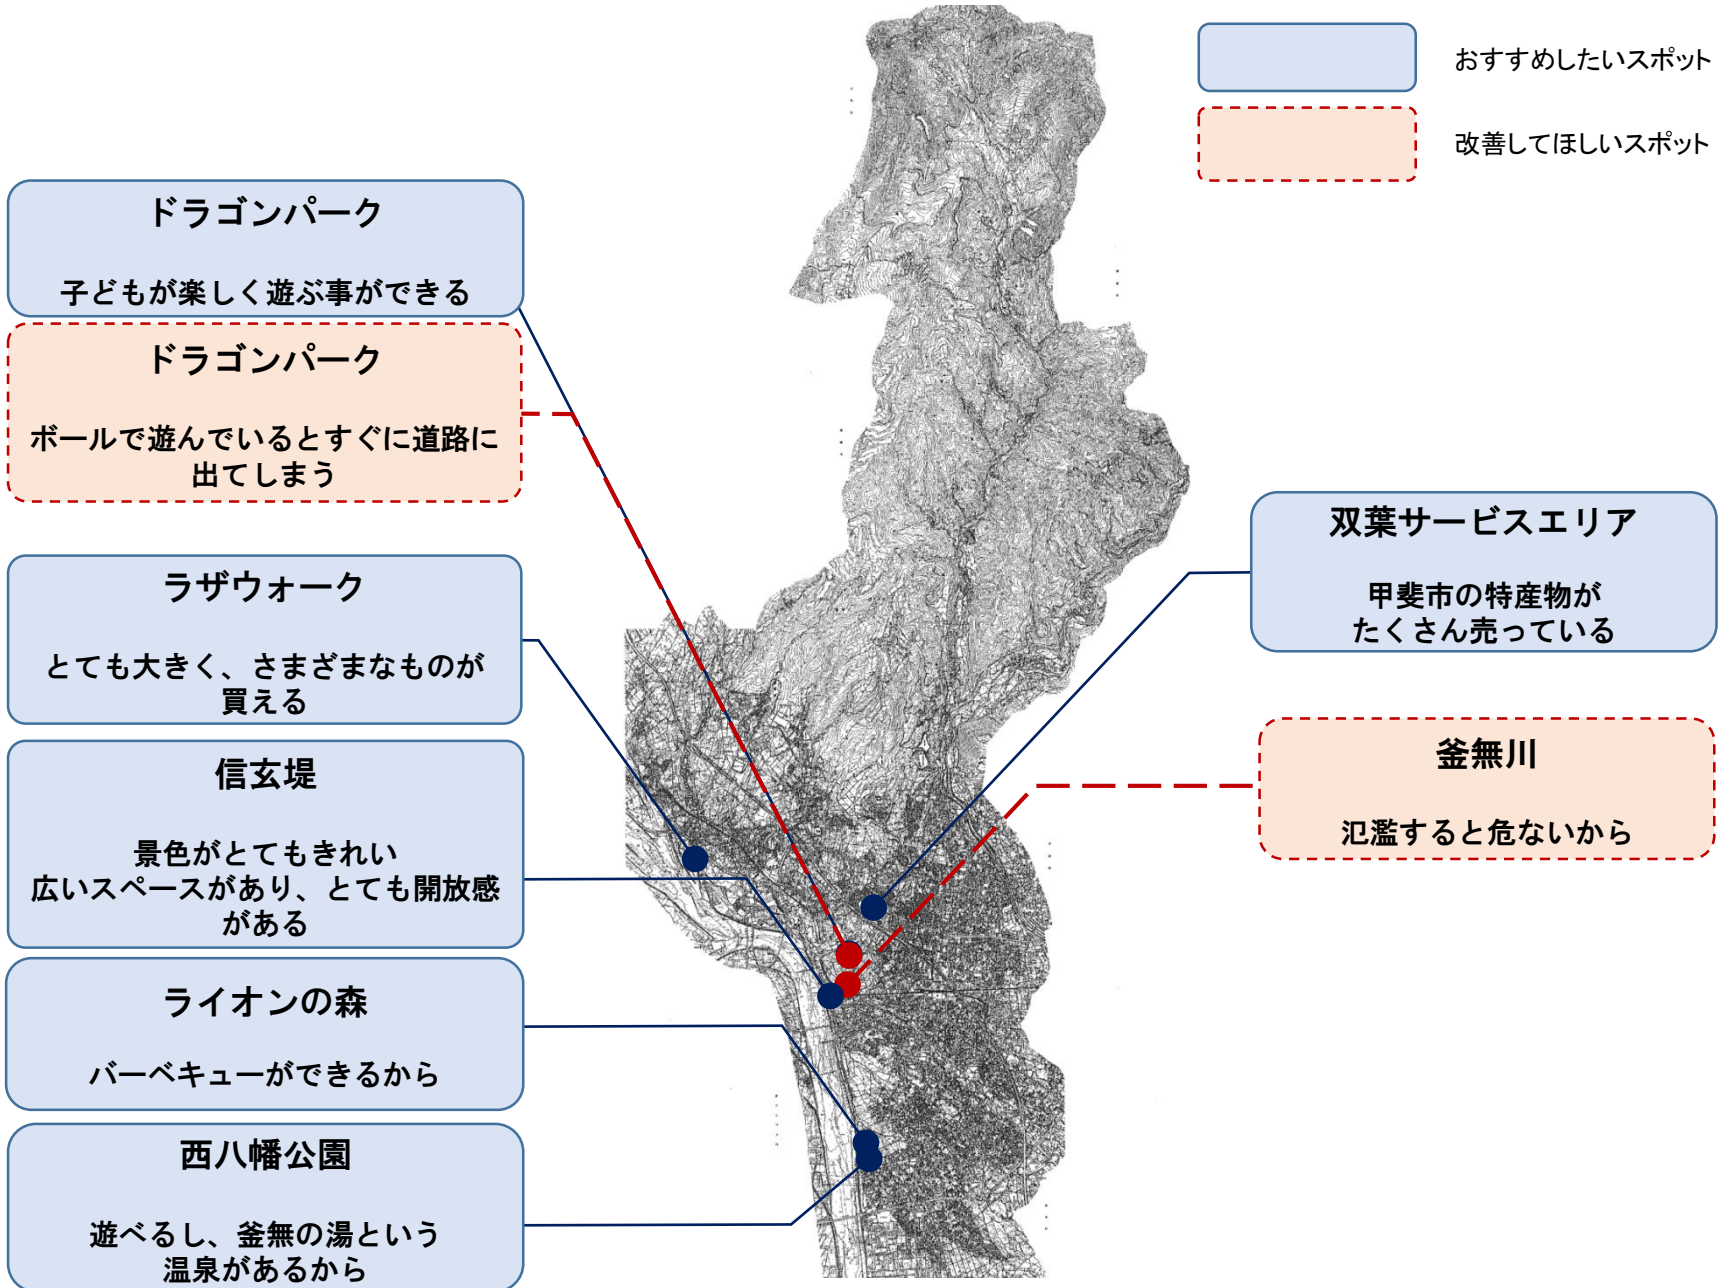 おすすめしたいスポット
改善してほしいスポット
ドラゴンパーク
子どもが楽しく遊ぶ事ができる
ドラゴンパーク
ボールで遊んでいるとすぐに道路に
出てしまう
ラザウォーク
とても大きく、さまざまなものが
買える
信玄堤
景色がとてもきれい
広いスペースがあり、とても開放感
がある
ライオンの森
バーベキューができるから
西八幡公園
遊べるし、釜無の湯という
温泉があるから
双葉サービスエリア
甲斐市の特産物が
たくさん売っている
釜無川
氾濫すると危ないから